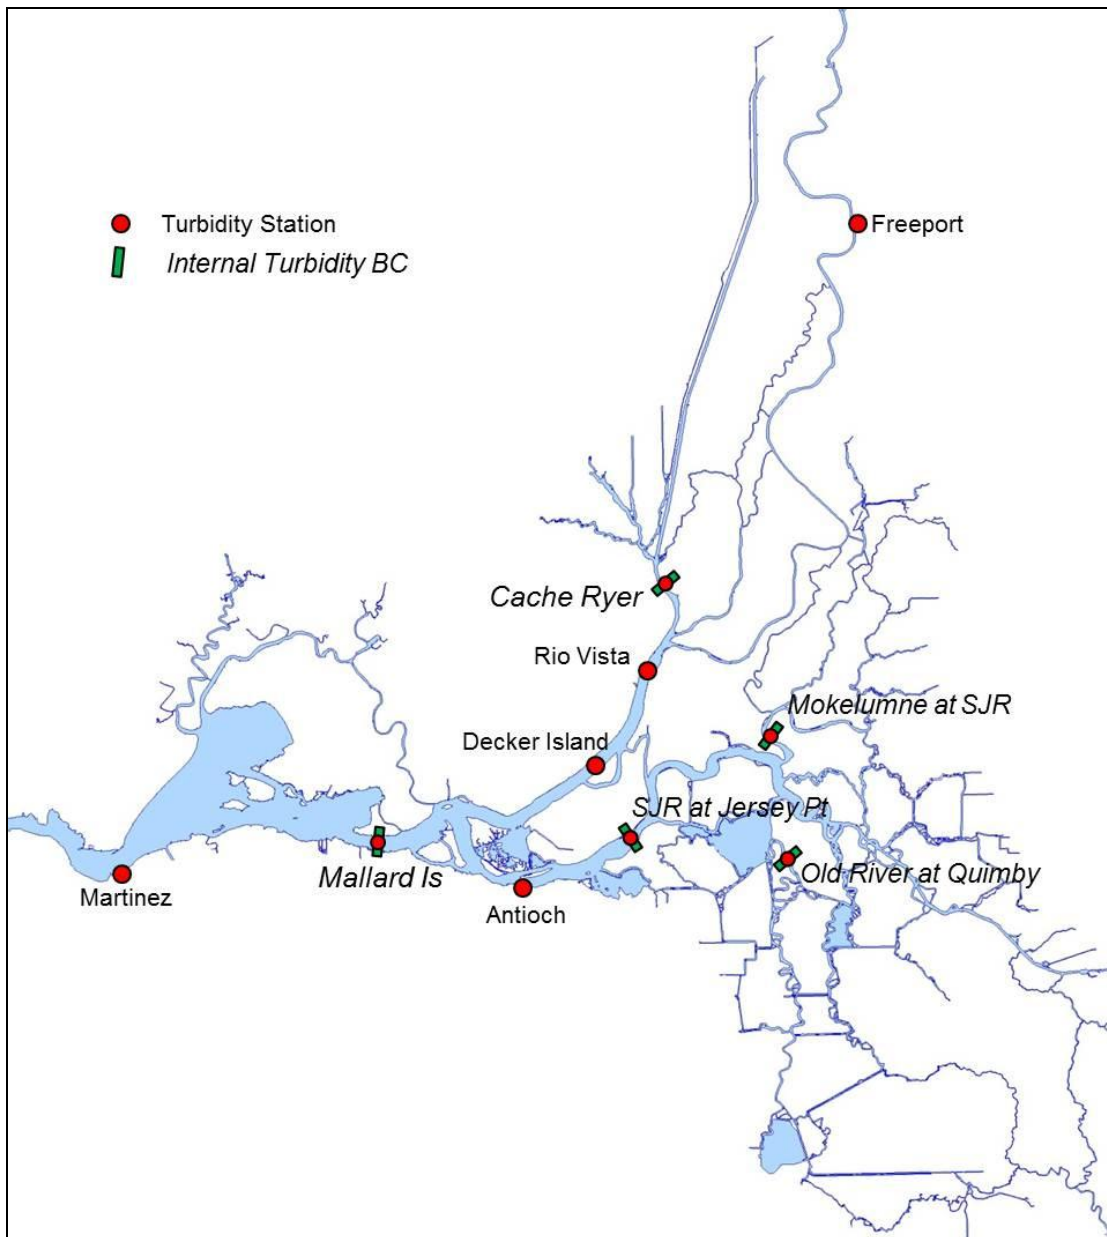 Turbidity Station
Freeport
Internal Turbidity BC
Cache Ryer
Rio Vista
Mokelumne at SJR
Decker Island
SJR at Jersey Pt
Mallard Is
Old River at Quimby
Martinez
Antioch